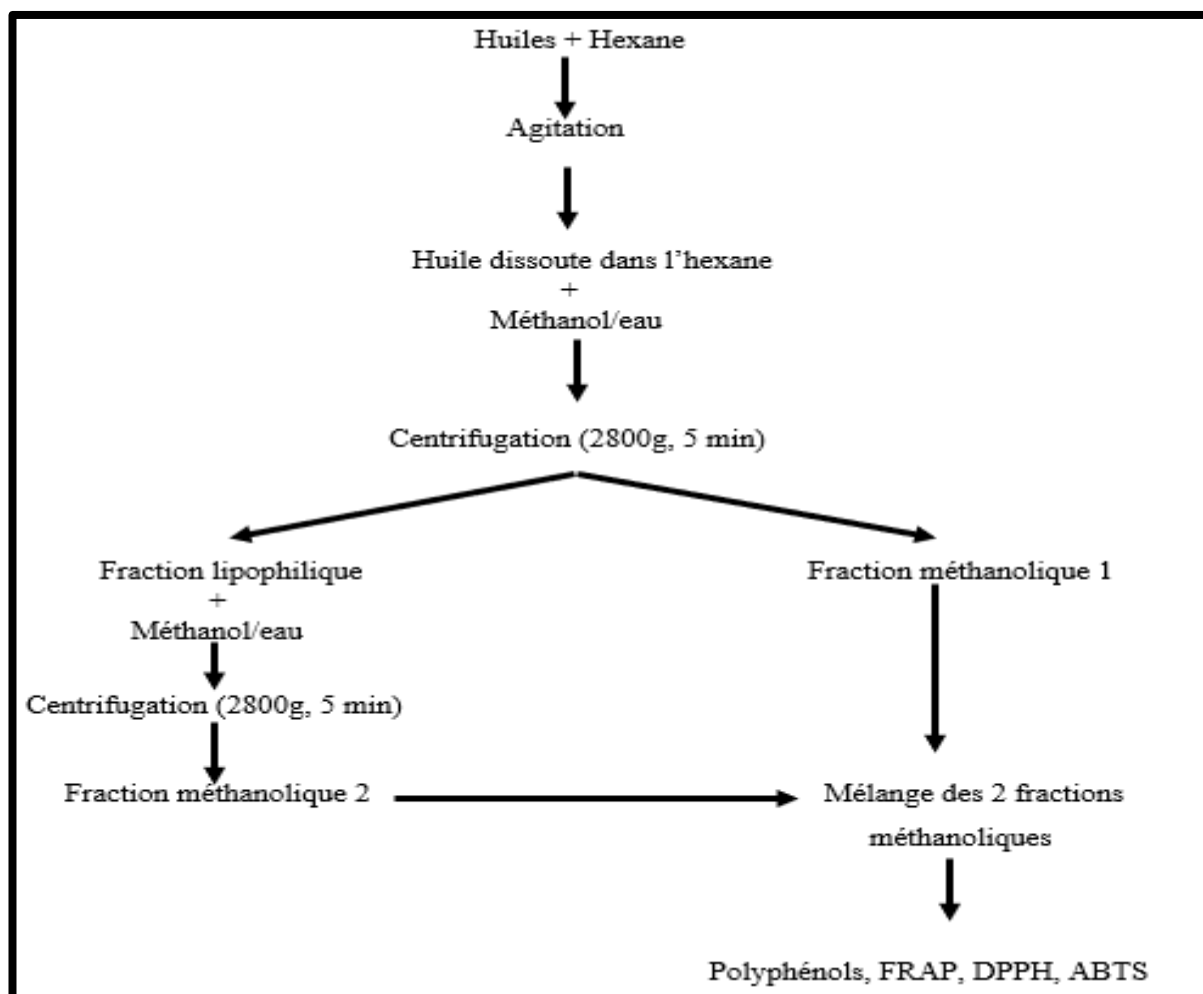 Huiles + Hexane
Agitation
Huile dissoute dans l’hexane
+
Méthanol/eau
Centrifugation (2800g, 5 min)
Fraction lipophilique
+
Méthanol/eau
Centrifugation (2800g, 5 min)
Fraction méthanolique 2
Fraction méthanolique 1
Mélange des 2 fractions
méthanoliques
Polyphénols, FRAP, DPPH, ABTS